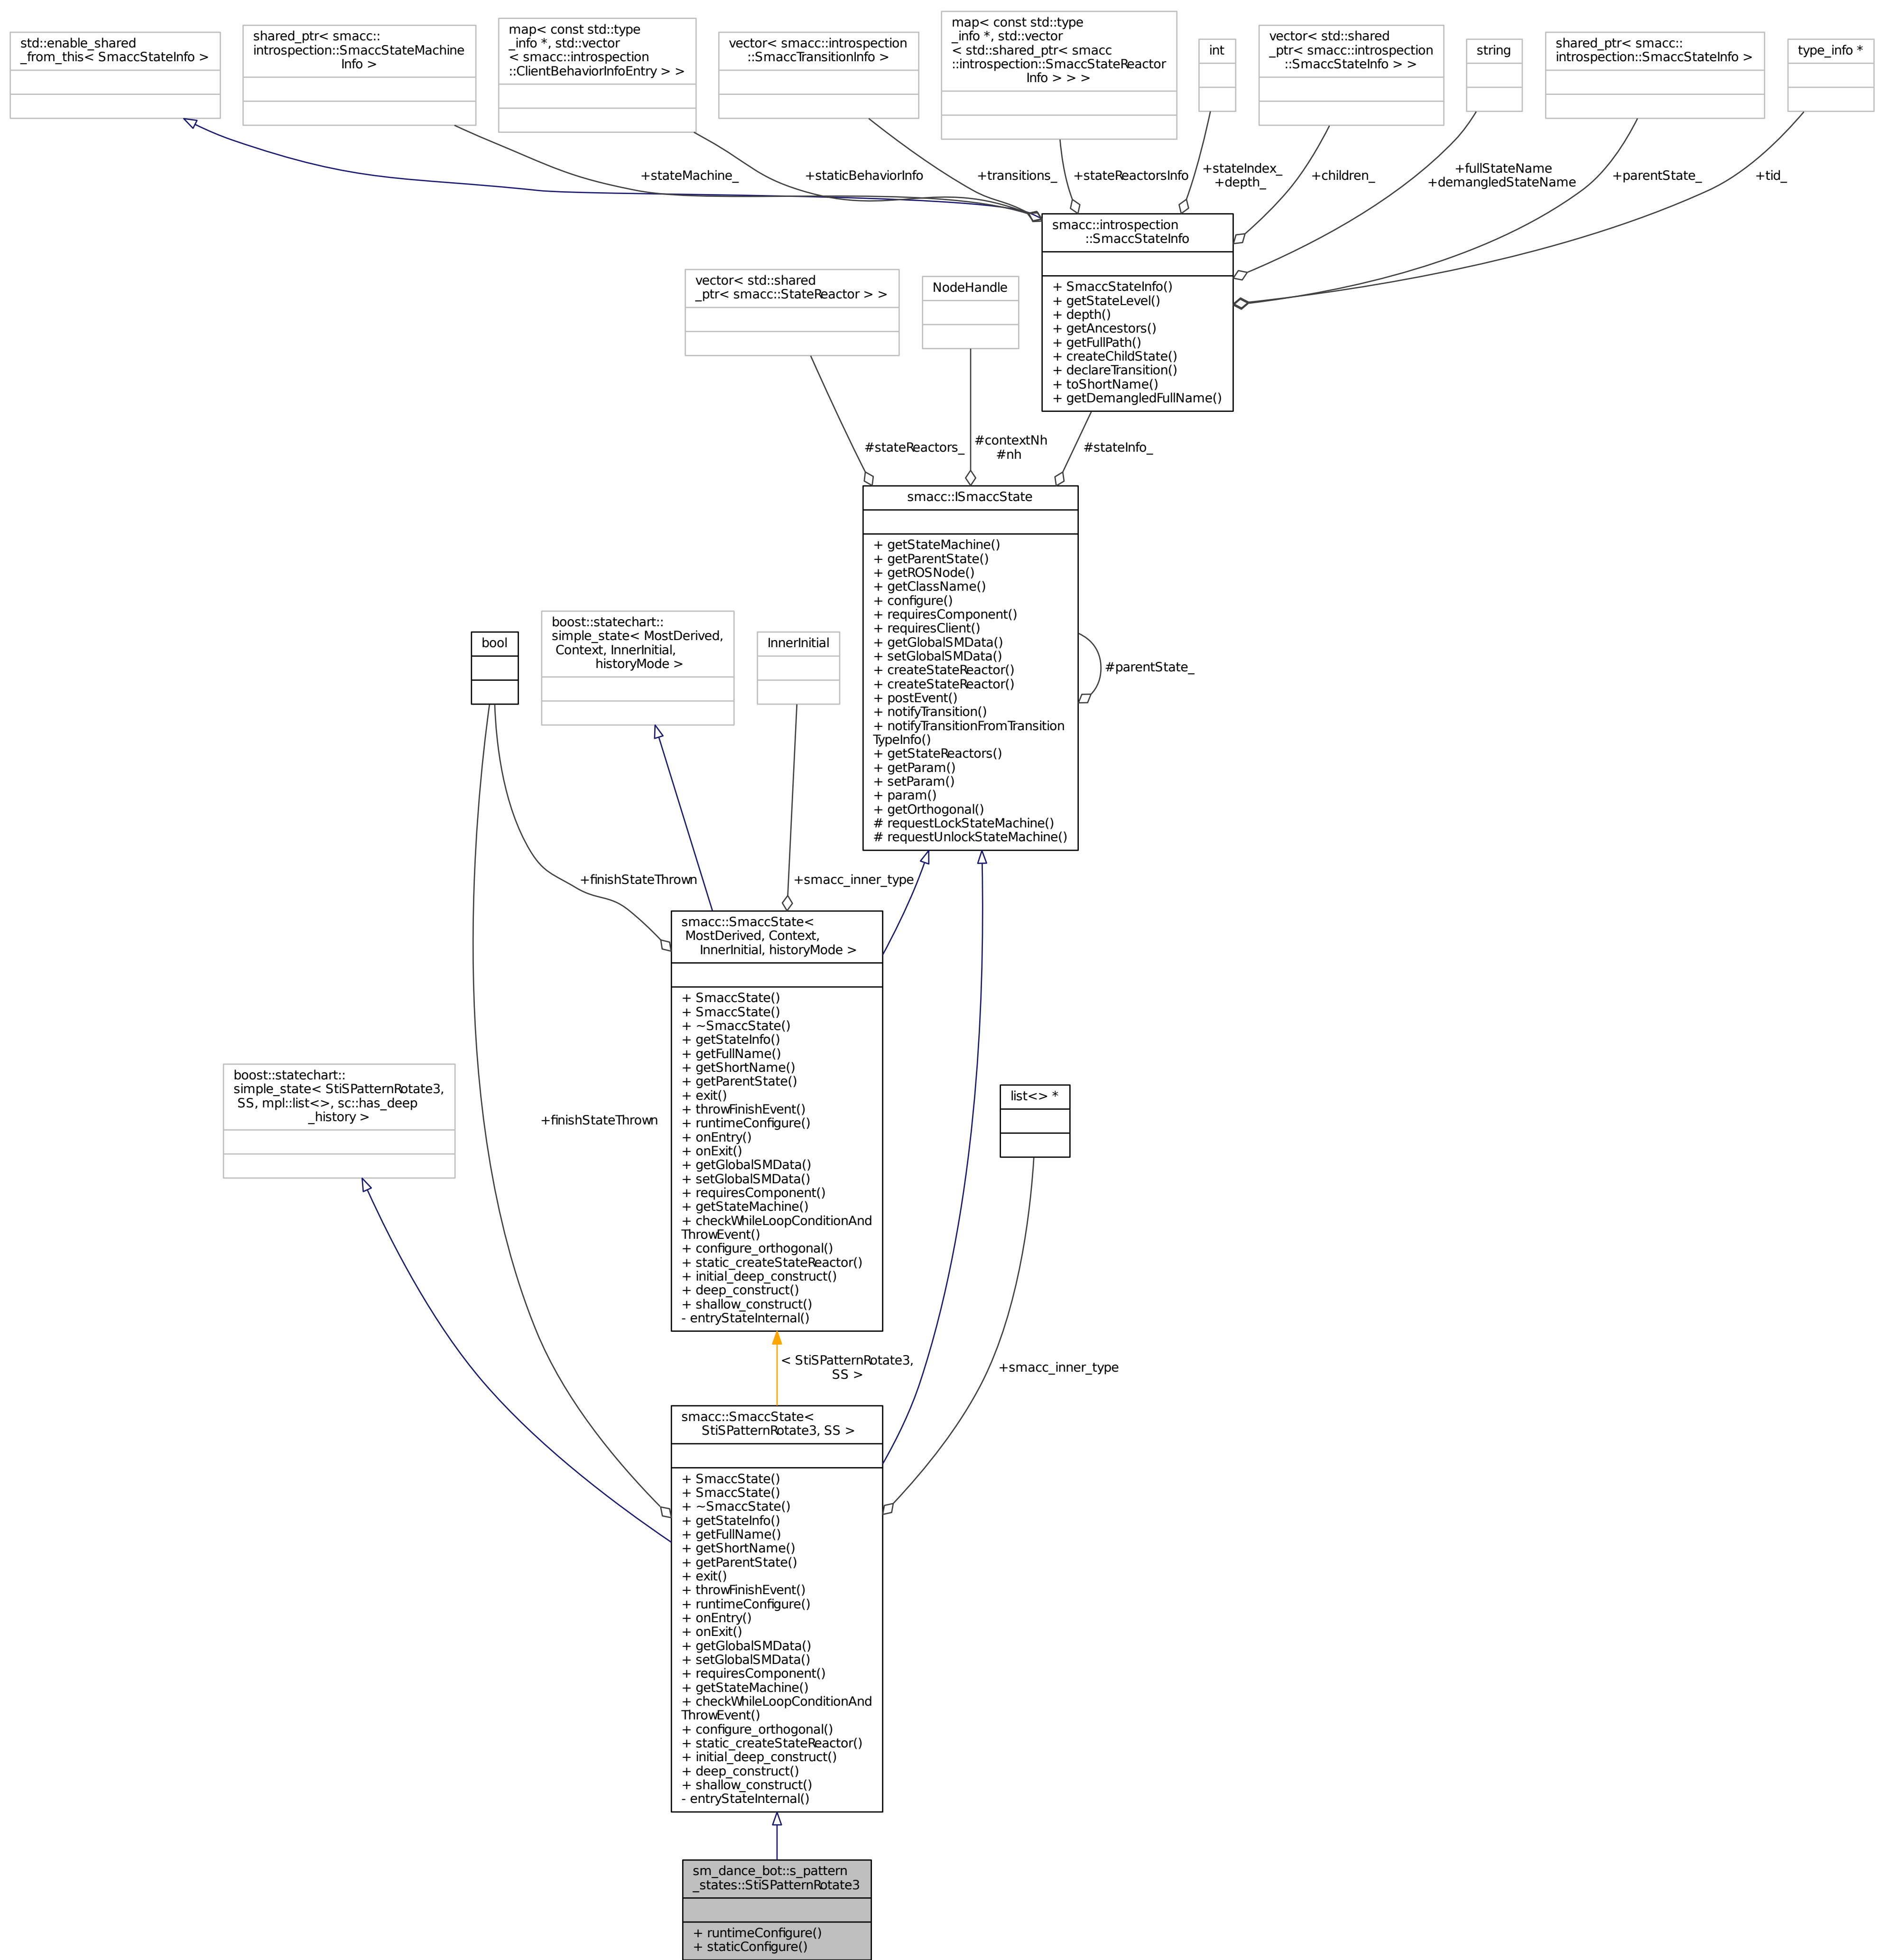 std::enable_shared
_from_this< SmaccStateInfo >
shared_ptr< smacc::
introspection::SmaccStateMachine
Info >
map< const std::type
_info *, std::vector
< smacc::introspection
::ClientBehaviorInfoEntry > >
vector< smacc::introspection
::SmaccTransitionInfo >
map< const std::type
_info *, std::vector
< std::shared_ptr< smacc
::introspection::SmaccStateReactor
Info > > >
int
vector< std::shared
_ptr< smacc::introspection
::SmaccStateInfo > >
string
shared_ptr< smacc::
introspection::SmaccStateInfo >
type_info *
+stateMachine_
+staticBehaviorInfo
+transitions_
+stateReactorsInfo
+stateIndex_
+depth_
+children_
+fullStateName
+demangledStateName
+parentState_
+tid_
smacc::introspection
::SmaccStateInfo
+ SmaccStateInfo()
+ getStateLevel()
+ depth()
+ getAncestors()
+ getFullPath()
+ createChildState()
+ declareTransition()
+ toShortName()
+ getDemangledFullName()
vector< std::shared
_ptr< smacc::StateReactor > >
NodeHandle
#stateReactors_
#contextNh
#nh
#stateInfo_
smacc::ISmaccState
+ getStateMachine()
+ getParentState()
+ getROSNode()
+ getClassName()
+ configure()
+ requiresComponent()
+ requiresClient()
+ getGlobalSMData()
+ setGlobalSMData()
+ createStateReactor()
+ createStateReactor()
+ postEvent()
+ notifyTransition()
+ notifyTransitionFromTransition
TypeInfo()
+ getStateReactors()
+ getParam()
+ setParam()
+ param()
+ getOrthogonal()
# requestLockStateMachine()
# requestUnlockStateMachine()
#parentState_
bool
boost::statechart::
simple_state< MostDerived,
Context, InnerInitial,
historyMode >
InnerInitial
+finishStateThrown
+smacc_inner_type
smacc::SmaccState<
MostDerived, Context,
InnerInitial, historyMode >
+ SmaccState()
+ SmaccState()
+ ~SmaccState()
+ getStateInfo()
+ getFullName()
+ getShortName()
+ getParentState()
+ exit()
+ throwFinishEvent()
+ runtimeConfigure()
+ onEntry()
+ onExit()
+ getGlobalSMData()
+ setGlobalSMData()
+ requiresComponent()
+ getStateMachine()
+ checkWhileLoopConditionAnd
ThrowEvent()
+ configure_orthogonal()
+ static_createStateReactor()
+ initial_deep_construct()
+ deep_construct()
+ shallow_construct()
- entryStateInternal()
boost::statechart::
simple_state< StiSPatternRotate3,
SS, mpl::list<>, sc::has_deep
_history >
+finishStateThrown
list<> *
< StiSPatternRotate3,
SS >
+smacc_inner_type
smacc::SmaccState<
StiSPatternRotate3, SS >
+ SmaccState()
+ SmaccState()
+ ~SmaccState()
+ getStateInfo()
+ getFullName()
+ getShortName()
+ getParentState()
+ exit()
+ throwFinishEvent()
+ runtimeConfigure()
+ onEntry()
+ onExit()
+ getGlobalSMData()
+ setGlobalSMData()
+ requiresComponent()
+ getStateMachine()
+ checkWhileLoopConditionAnd
ThrowEvent()
+ configure_orthogonal()
+ static_createStateReactor()
+ initial_deep_construct()
+ deep_construct()
+ shallow_construct()
- entryStateInternal()
sm_dance_bot::s_pattern
_states::StiSPatternRotate3
+ runtimeConfigure()
+ staticConfigure()